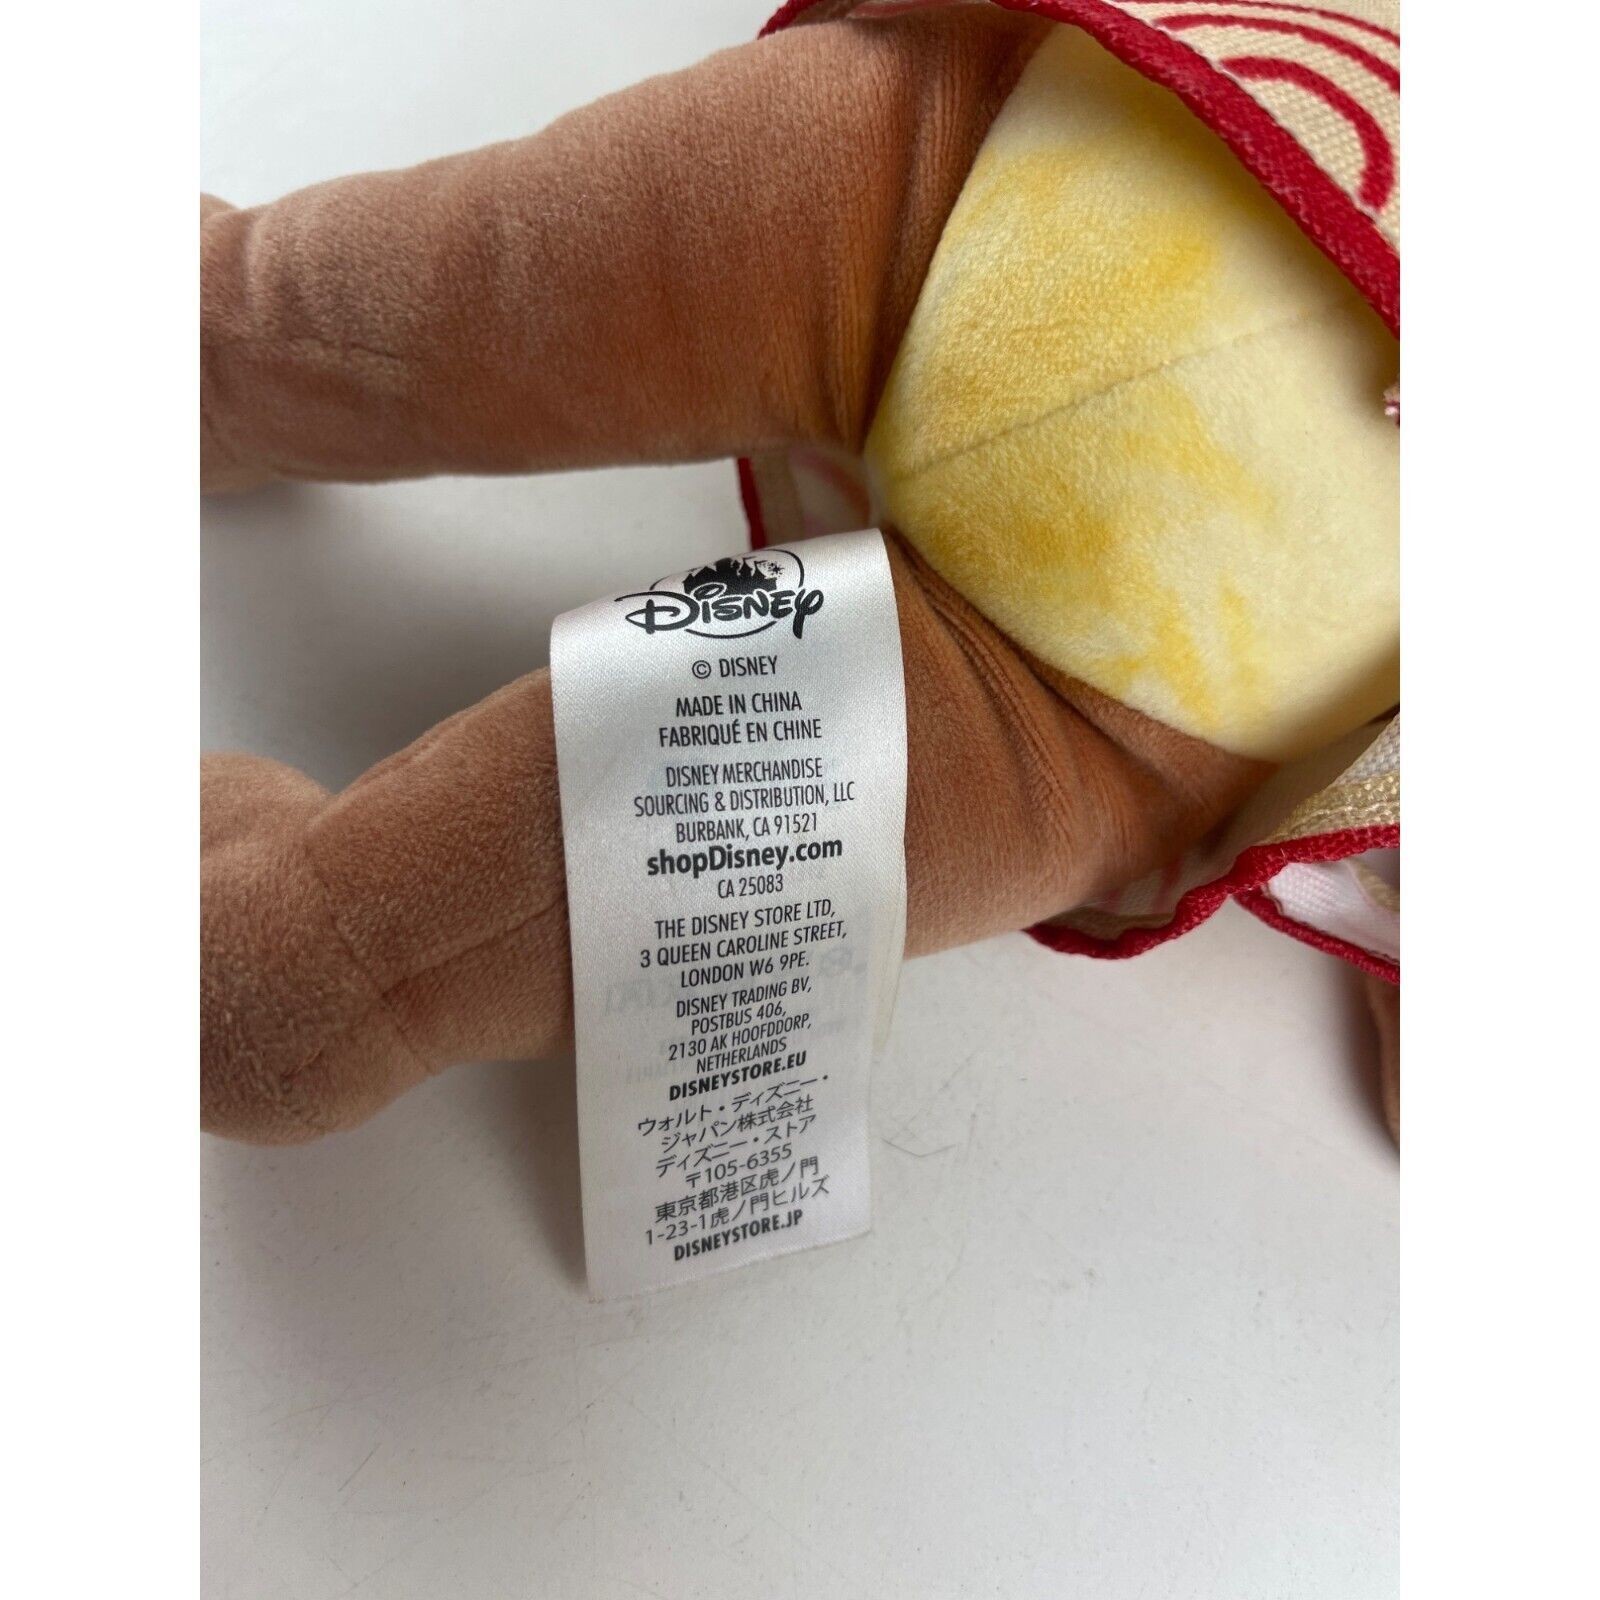 Disney
© DISNEY
MADE IN CHINA
FABRIQUÉ EN CHINE
DISNEY MERCHANDISE
SOURCING & DISTRIBUTION, LLC
BURBANK, CA 91521
shopDisney.com
CA 25083
THE DISNEY STORE LTD,
3 QUEEN CAROLINE STREET,
LONDON W6 9PE.
DISNEY TRADING BV,
POSTBUS 406,
2130 AK HOOFDDORP,
NETHERLANDS
DISNEYSTORE.EU
ウォルト・ディズニー・
ジャパン株式会社
ディズニー・ストア
〒105-6355
東京都港区虎ノ門
1-23-1虎ノ門ヒルズ
DISNEYSTORE.JP